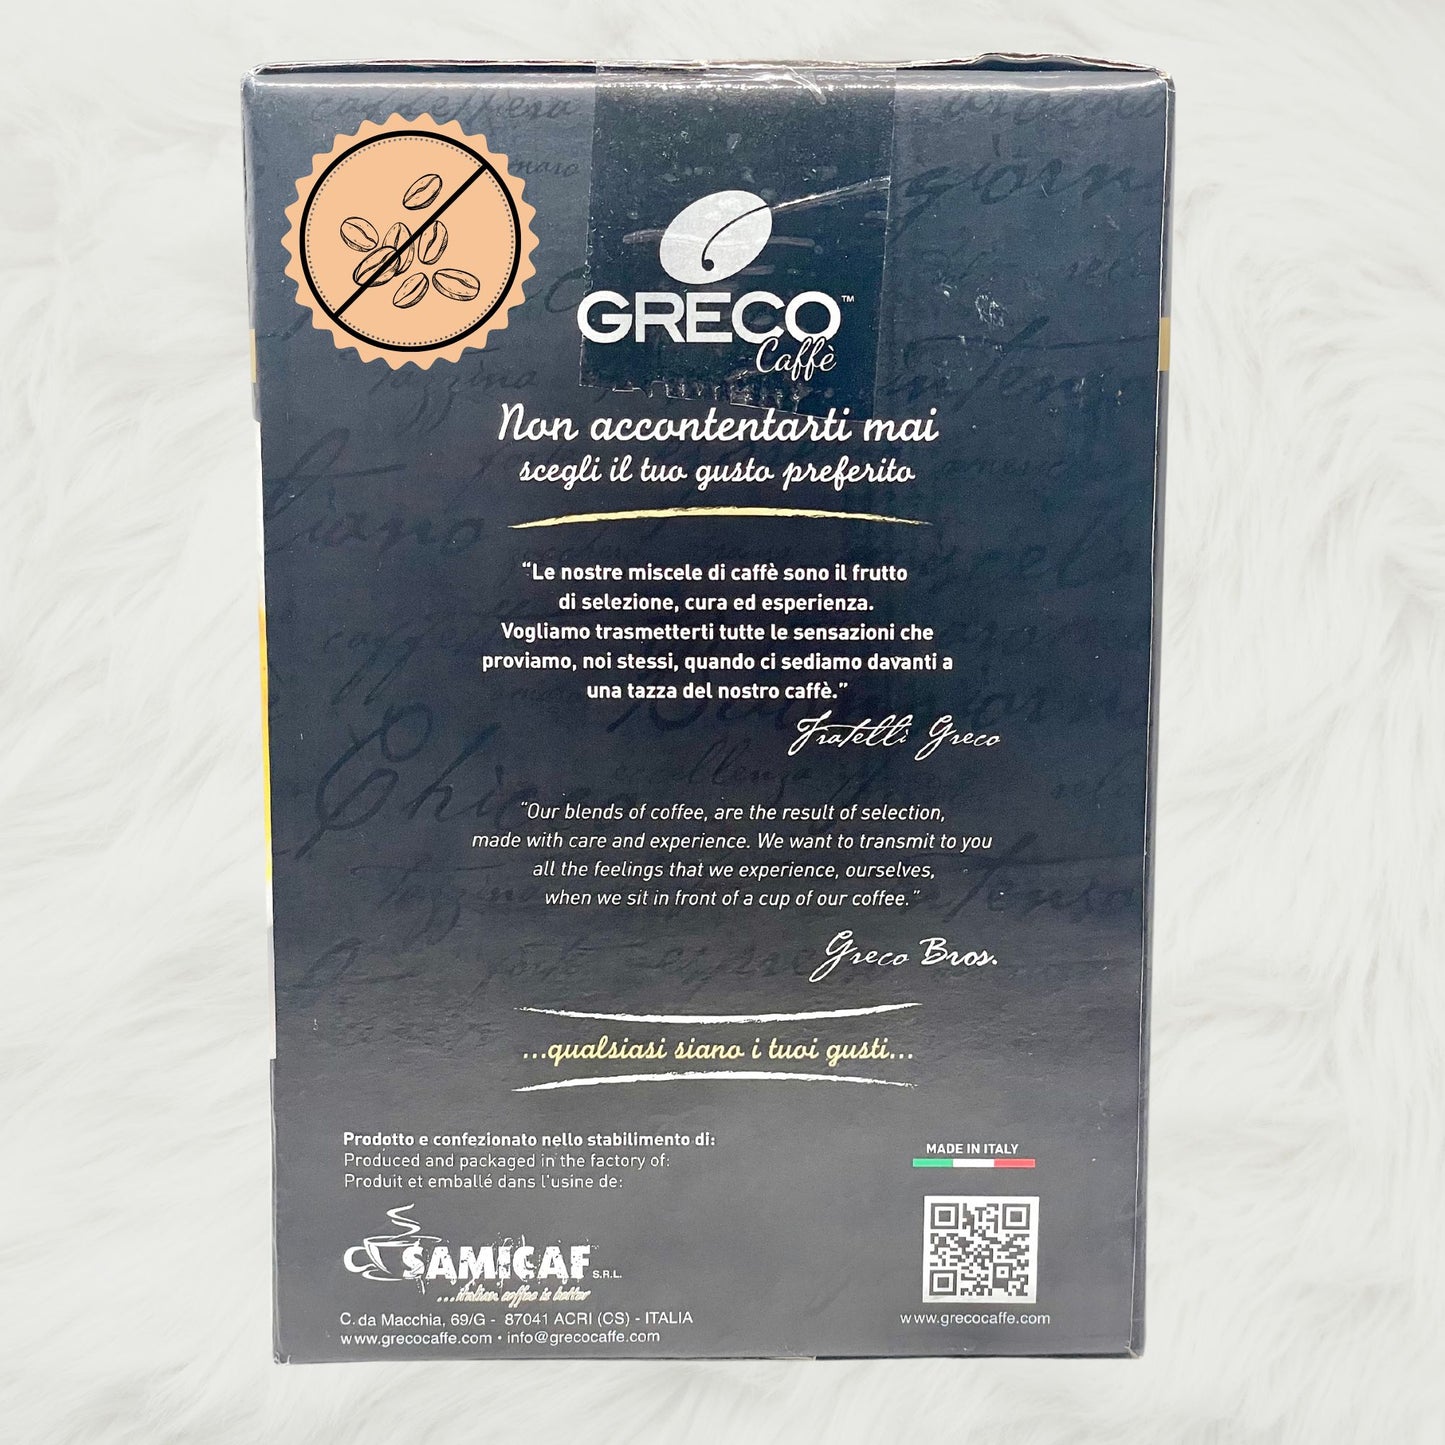 GRECO™
Caffè
Non accontentarti mai
scegli il tuo gusto preferito
“Le nostre miscele di caffè sono il frutto
di selezione, cura ed esperienza.
Vogliamo trasmetterti tutte le sensazioni che
proviamo, noi stessi, quando ci sediamo davanti a
una tazza del nostro caffè.”
Fratelli Greco
“Our blends of coffee, are the result of selection,
made with care and experience. We want to transmit to you
all the feelings that we experience, ourselves,
when we sit in front of a cup of our coffee.”
Greco Bros.
...qualsiasi siano i tuoi gusti...
Prodotto e confezionato nello stabilimento di:
Produced and packaged in the factory of:
Produit et emballé dans l'usine de:
SAMICAF S.R.L.
...italian coffee is better
C.da Macchia, 69/G - 87041 ACRI (CS) - ITALIA
www.grecocaffe.com • info@grecocaffe.com
MADE IN ITALY
www.grecocaffe.com